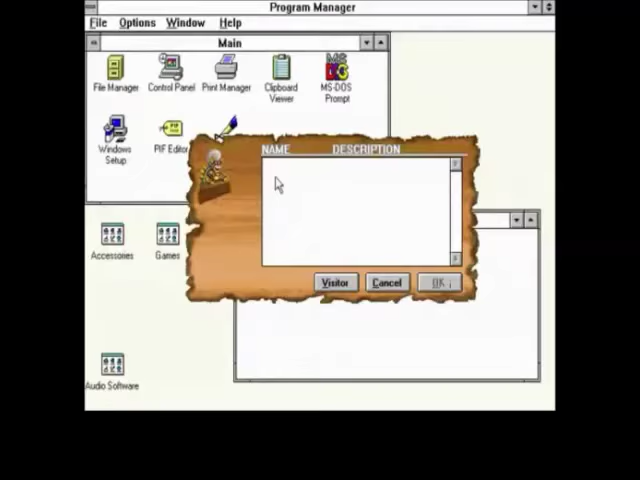 Program Manager
File Options Window Help
Main
File Manager Control Panel Print Manager Clipboard Viewer MS-DOS Prompt
Windows Setup PIF Editor
NAME DESCRIPTION
Accessories Games
Visitor Cancel OK
Audio Software